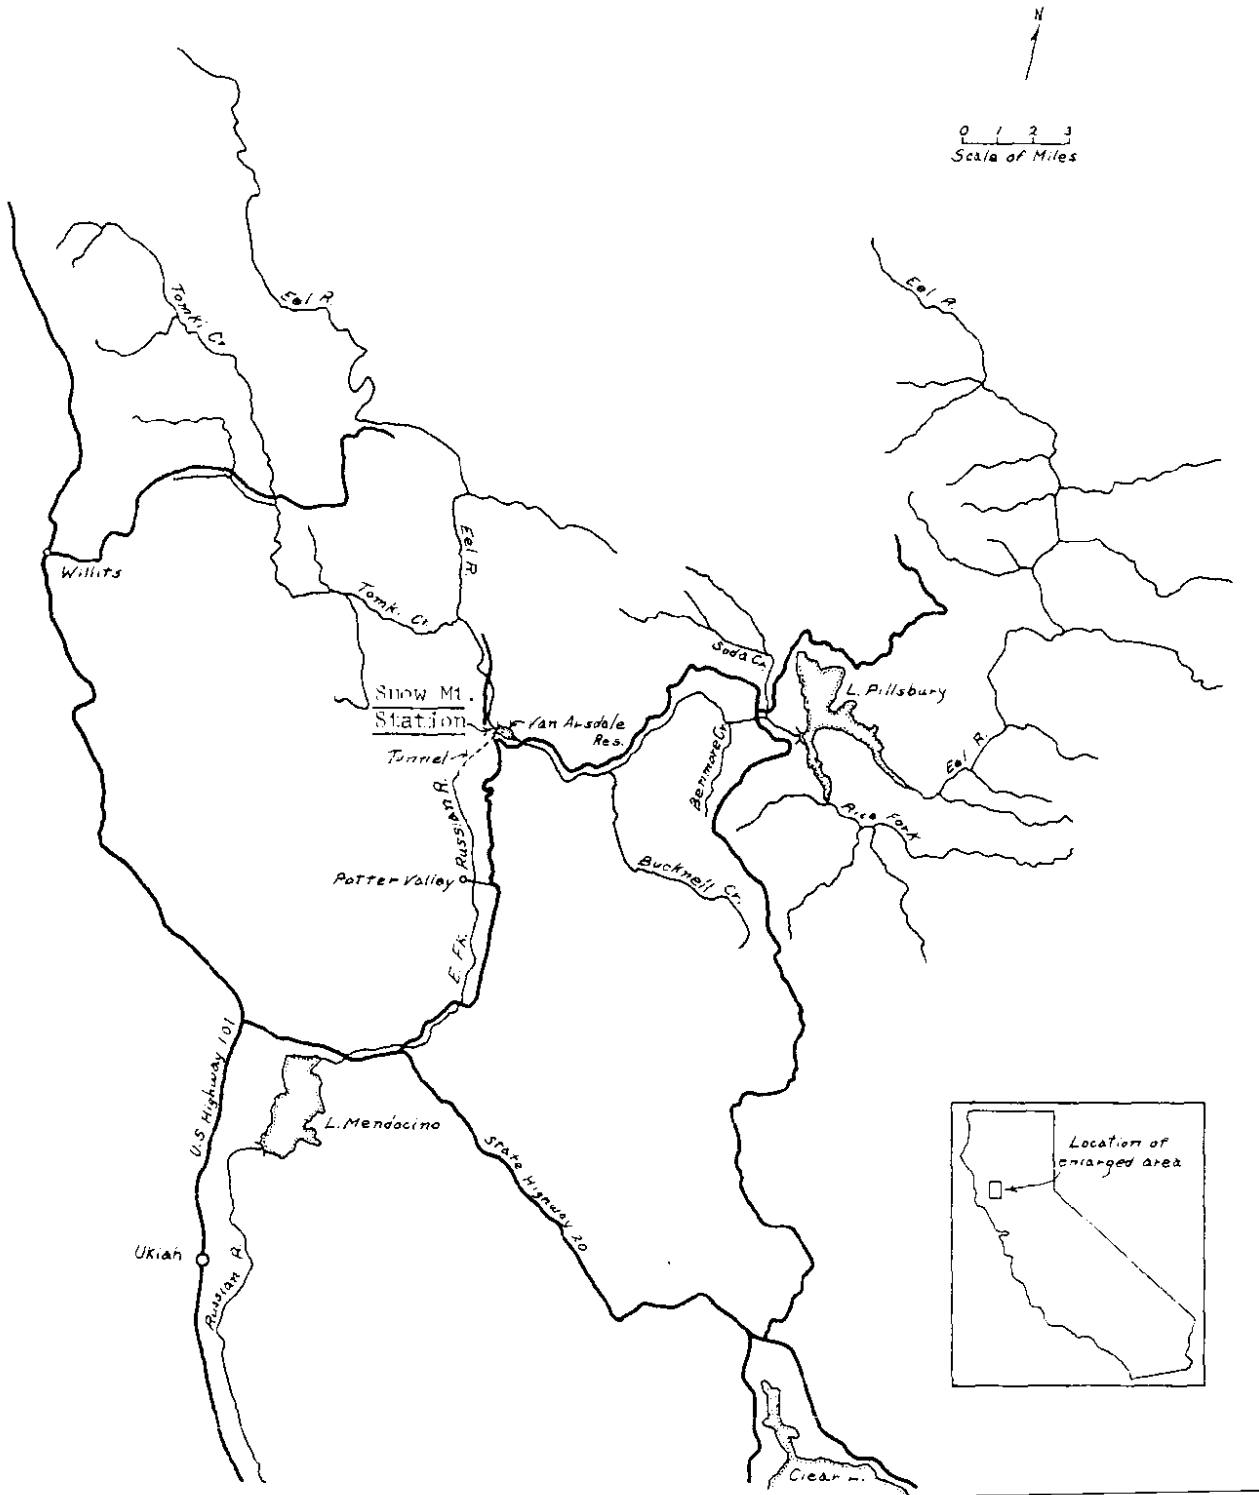 N
0 1 2 3
Scale of Miles
Eel R.
Eel R.
Tomki Cr.
Eel R.
Willits
Tomk. Cr.
Soda Cr.
L. Pillsbury
Snow Mt.
Station
Van Arsdale
Res.
Tunnel
Benmore Cr.
Eel R.
Rice Fork
Russian R.
Bucknell Cr.
Potter Valley
E. Fk.
U.S. Highway 101
L. Mendocino
State Highway 20
Location of
enlarged area
Ukiah
Russian R.
Clear L.